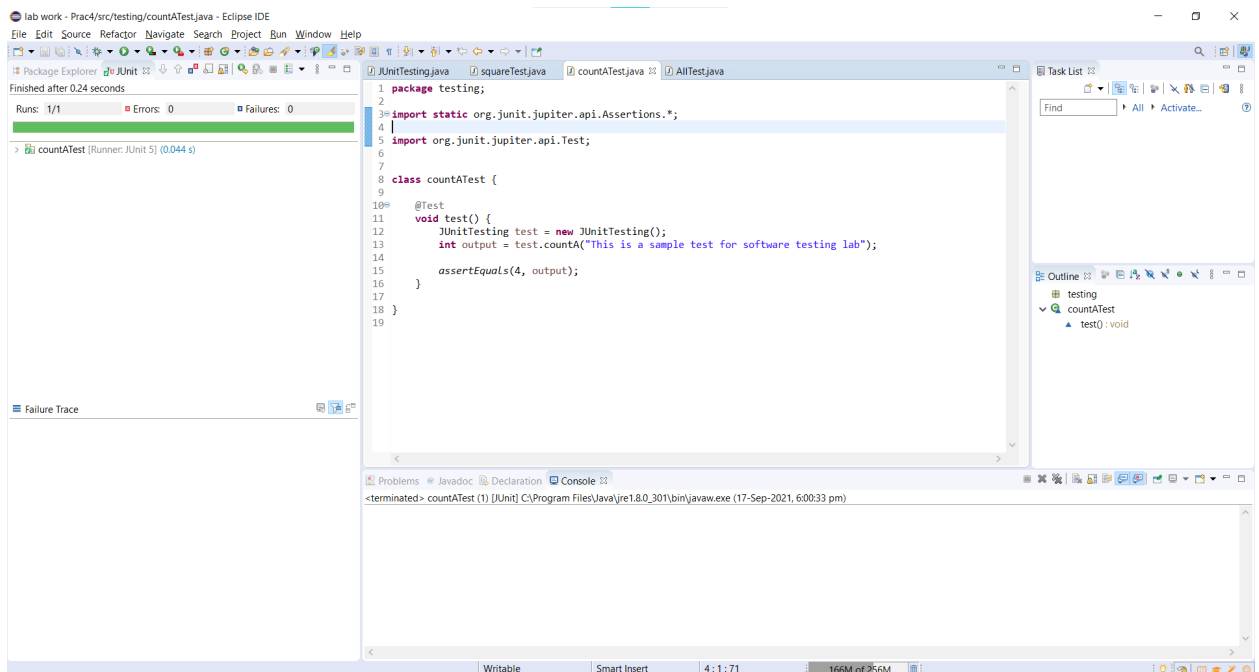 lab work - Prac4/src/testing/countATest.java - Eclipse IDE
File Edit Source Refactor Navigate Search Project Run Window Help
Package Explorer JUnit
Finished after 0.24 seconds
Runs: 1/1 Errors: 0 Failures: 0
countATest [Runner: JUnit 5] (0.044 s)
Failure Trace
JUnitTesting.java squareTest.java countATest.java AllTest.java
1 package testing;
2
3 import static org.junit.jupiter.api.Assertions.*;
4
5 import org.junit.jupiter.api.Test;
6
7
8 class countATest {
9
10 @Test
11 void test() {
12 JUnitTesting test = new JUnitTesting();
13 int output = test.countA("This is a sample test for software testing lab");
14
15 assertEquals(4, output);
16 }
17
18 }
19
Task List
Find All Activate...
Outline
testing
countATest
test() : void
Problems Javadoc Declaration Console
<terminated> countATest (1) [JUnit] C:\Program Files\Java\jre1.8.0_301\bin\javaw.exe (17-Sep-2021, 6:00:33 pm)
Writable Smart Insert 4 : 1 : 71 166M of 256M